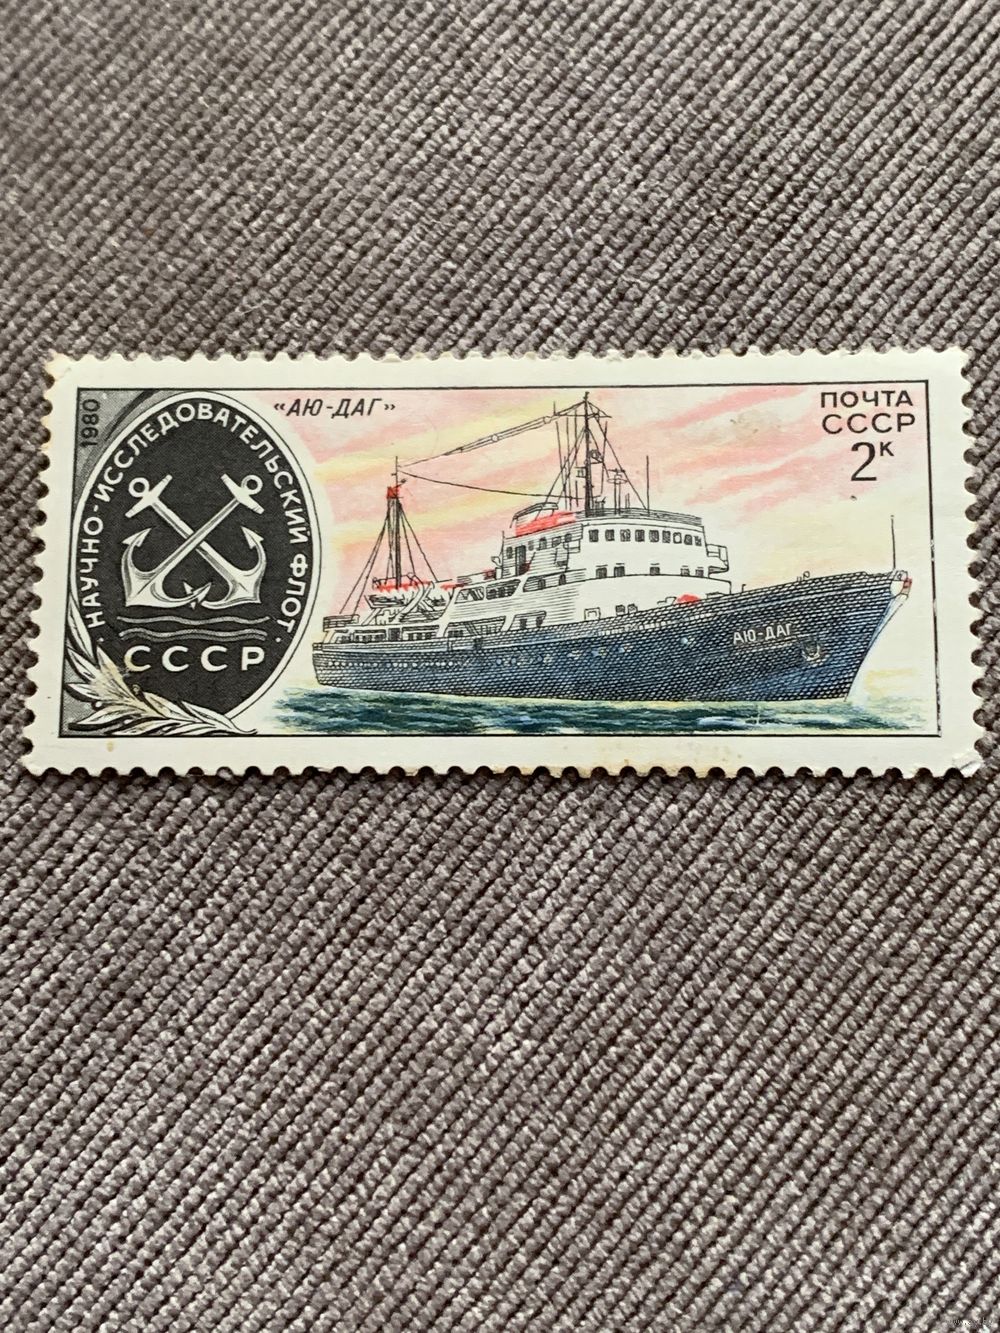 1980
· НАУЧНО-ИССЛЕДОВАТЕЛЬСКИЙ ФЛОТ ·
СССР
«АЮ-ДАГ»
ПОЧТА
СССР
2к
АЮ-ДАГ